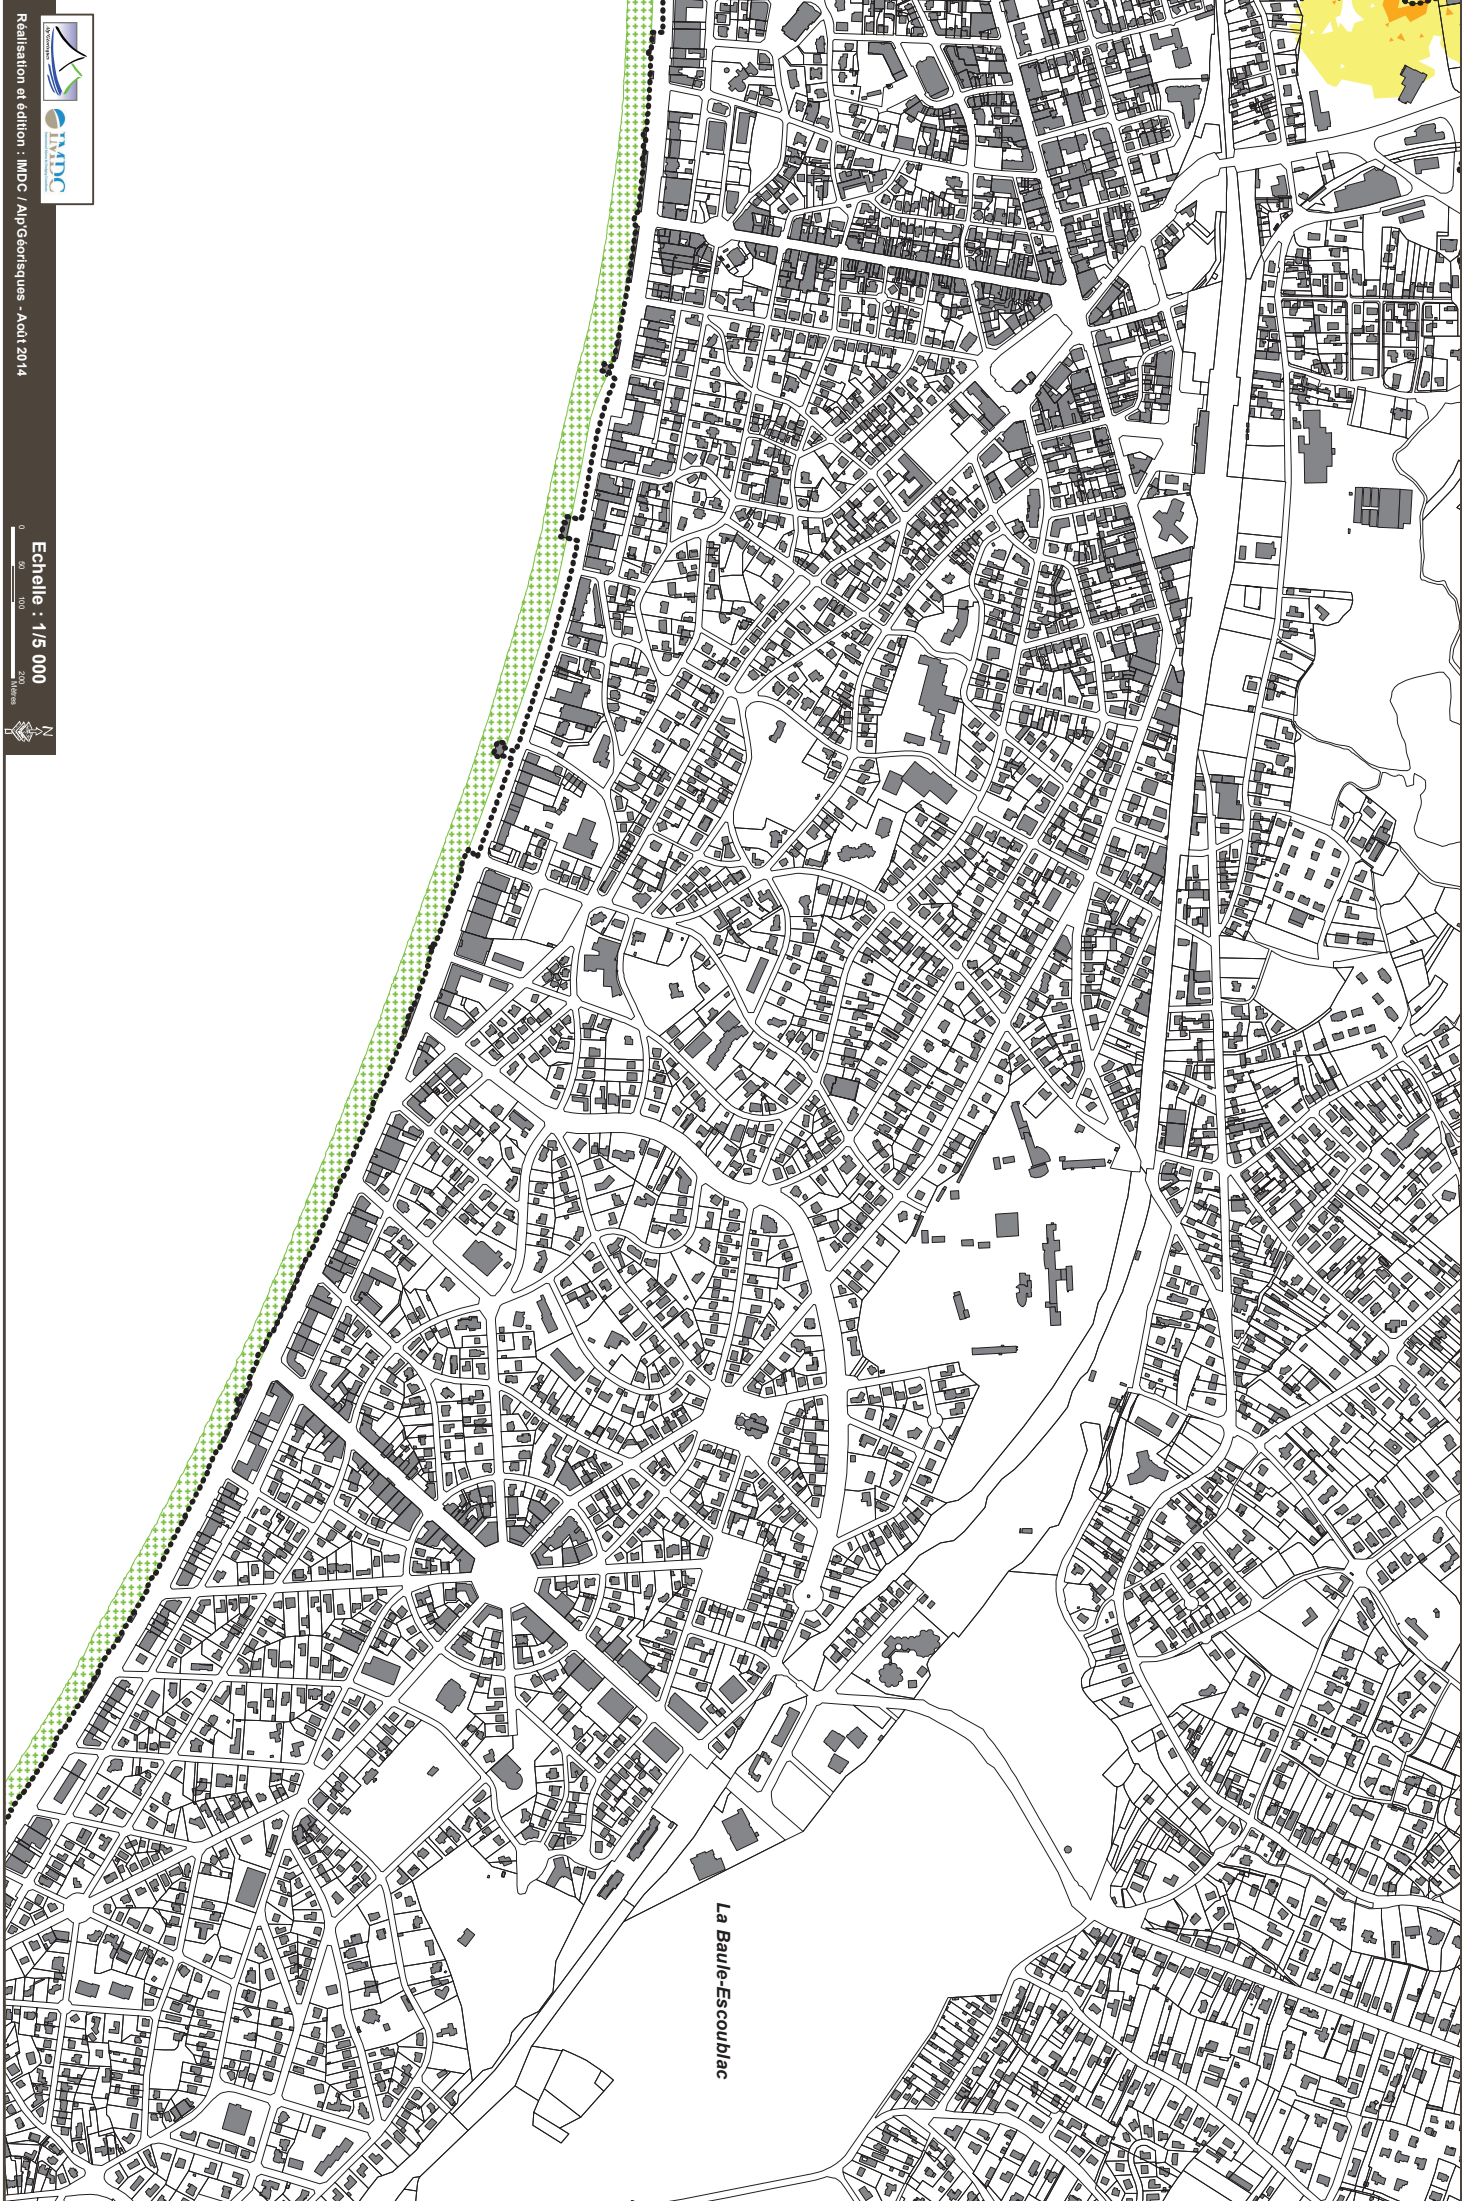 IMDC
Réalisation et édition : IMDC / Alp'Géorisques - Août 2014
Echelle : 1/5 000
0 50 100 200
Mètres
N
La Baule-Escoublac